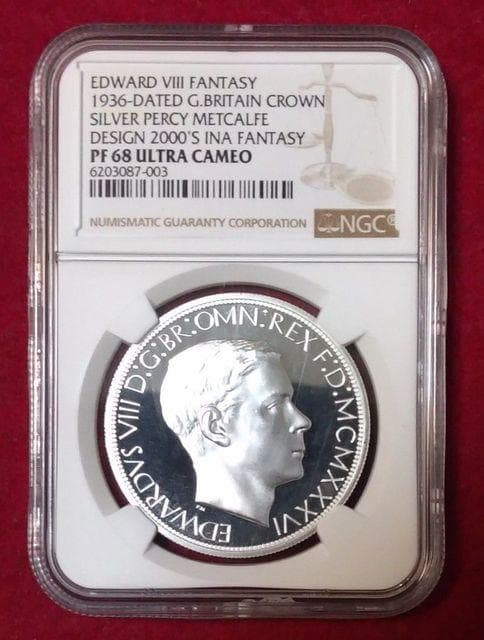 EDWARD VIII FANTASY
1936-DATED G.BRITAIN CROWN
SILVER PERCY METCALFE
DESIGN 2000'S INA FANTASY
PF 68 ULTRA CAMEO
6203087-003
NUMISMATIC GUARANTY CORPORATION NGC®
EDWARDVS VIII D:G:BR:OMN:REX F:D:MCMXXXVI